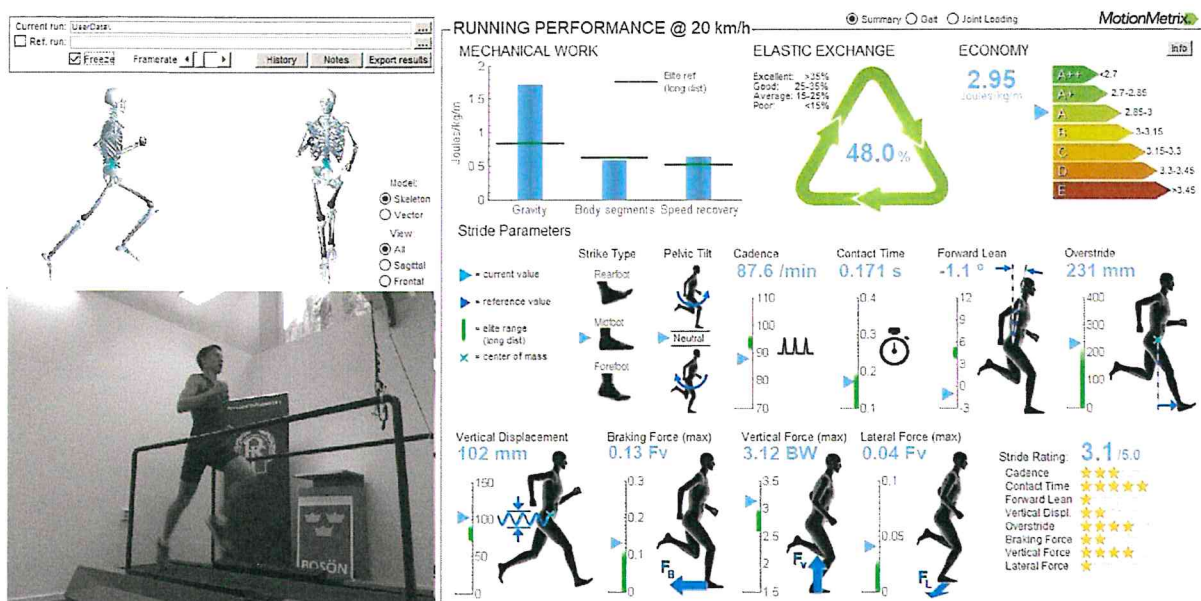 Current run: UserData\
...
Ref. run:
...
Freeze
Framerate
History
Notes
Export results
Model:
Skeleton
Vector
View:
All
Sagittal
Frontal
BOSÖN
RUNNING PERFORMANCE @ 20 km/h
Summary
Gait
Joint Loading
MotionMetrix
Info
MECHANICAL WORK
Joules/kg/m
2
1.5
1
0.5
0
Elite ref
(long dist)
Gravity
Body segments
Speed recovery
ELASTIC EXCHANGE
Excellent: >35%
Good: 25-35%
Average: 15-25%
Poor: <15%
48.0 %
ECONOMY
2.95
Joules/kg/m
A++ <2.7
A+ 2.7-2.85
A 2.85-3
B 3-3.15
C 3.15-3.3
D 3.3-3.45
E >3.45
Stride Parameters
= current value
= reference value
= elite range
(long dist)
= center of mass
Strike Type
Rearfoot
Midfoot
Forefoot
Pelvic Tilt
Neutral
Cadence
87.6 /min
110
100
90
80
70
Contact Time
0.171 s
0.4
0.3
0.2
0.1
Forward Lean
-1.1 °
12
9
6
3
0
-3
Overstride
231 mm
400
300
200
100
0
Vertical Displacement
102 mm
150
100
50
0
Braking Force (max)
0.13 Fv
0.3
0.2
0.1
0
FB
Vertical Force (max)
3.12 BW
3.5
3
2.5
2
1.5
Fv
Lateral Force (max)
0.04 Fv
0.1
0.05
0
FL
Stride Rating: 3.1 /5.0
Cadence
Contact Time
Forward Lean
Vertical Displ.
Overstride
Braking Force
Vertical Force
Lateral Force